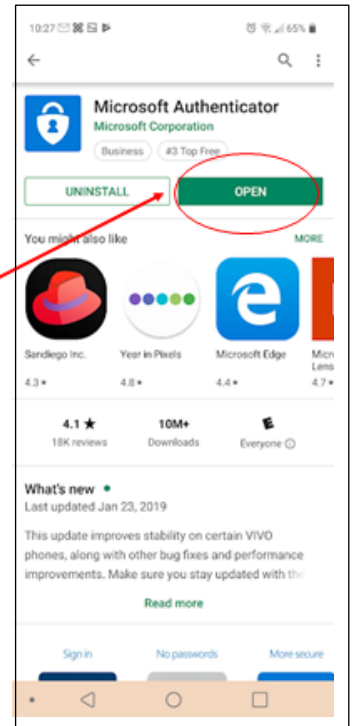 10:27 65%
Microsoft Authenticator
Microsoft Corporation
Business #3 Top Free
UNINSTALL OPEN
You might also like MORE
Sandiego Inc. Year in Pixels Microsoft Edge Micr
Lens
4.3★ 4.8★ 4.4★ 4.7★
4.1 ★ 10M+ E
18K reviews Downloads Everyone
What's new
Last updated Jan 23, 2019
This update improves stability on certain VIVO
phones, along with other bug fixes and performance
improvements. Make sure you stay updated with the
Read more
Sign in No passwords More secure